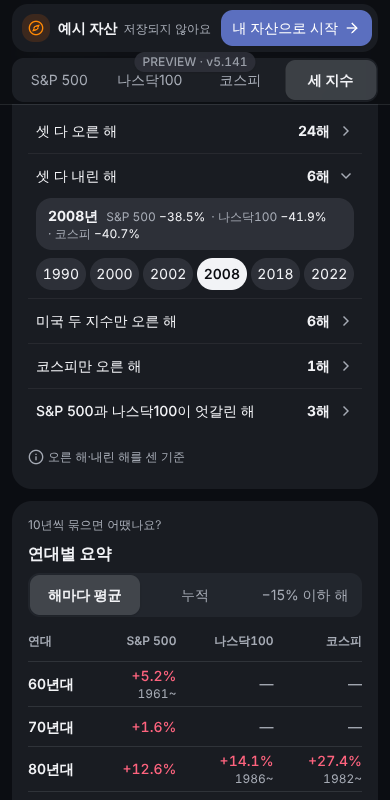 예시 자산 저장되지 않아요 내 자산으로 시작 →
PREVIEW · v5.141
S&P 500 나스닥100 코스피 세 지수
셋 다 오른 해 24해
셋 다 내린 해 6해
2008년 S&P 500 −38.5% · 나스닥100 −41.9%
· 코스피 −40.7%
1990 2000 2002 2008 2018 2022
미국 두 지수만 오른 해 6해
코스피만 오른 해 1해
S&P 500과 나스닥100이 엇갈린 해 3해
오른 해·내린 해를 센 기준
10년씩 묶으면 어땠나요?
연대별 요약
해마다 평균 누적 −15% 이하 해
연대 S&P 500 나스닥100 코스피
60년대 +5.2% — —
1961~
70년대 +1.6% — —
80년대 +12.6% +14.1% +27.4%
1986~ 1982~